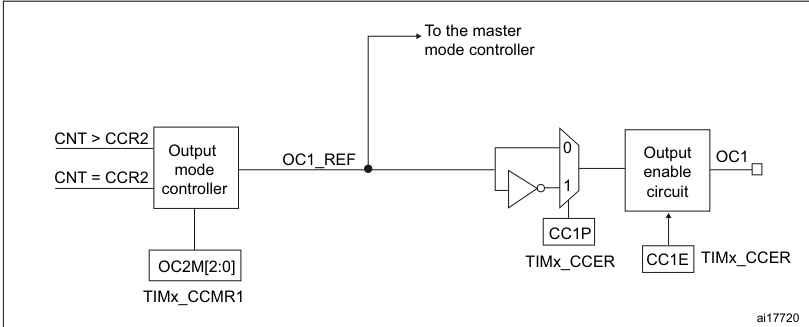 To the master
mode controller
CNT > CCR2
CNT = CCR2
Output
mode
controller
OC1_REF
0
1
Output
enable
circuit
OC1
CC1P
TIMx_CCER
CC1E
TIMx_CCER
OC2M[2:0]
TIMx_CCMR1
ai17720